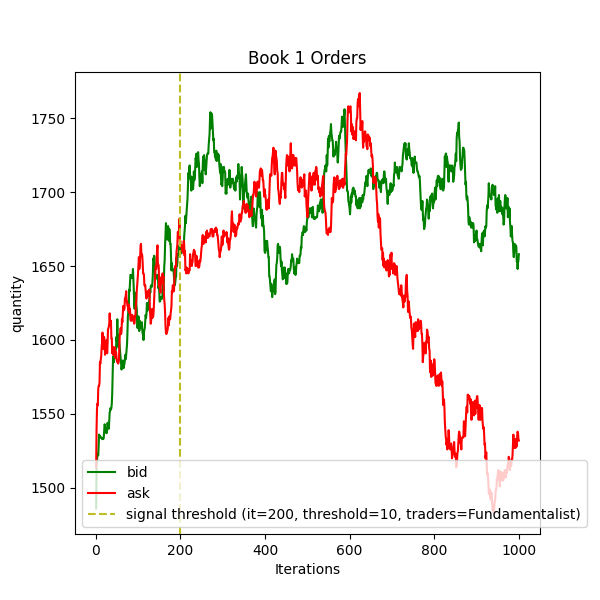 Book 1 Orders
quantity
1750
1700
1650
1600
1550
1500
bid
ask
signal threshold (it=200, threshold=10, traders=Fundamentalist)
0 200 400 600 800 1000
Iterations